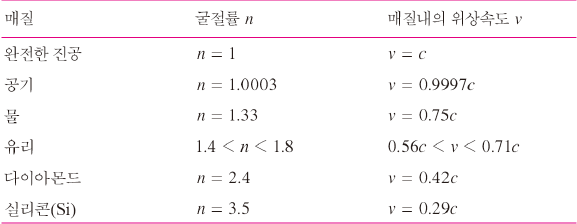 매질 굴절률 n 매질내의 위상속도 v
완전한 진공 n = 1 v = c
공기 n = 1.0003 v = 0.9997c
물 n = 1.33 v = 0.75c
유리 1.4 < n < 1.8 0.56c < v < 0.71c
다이아몬드 n = 2.4 v = 0.42c
실리콘(Si) n = 3.5 v = 0.29c